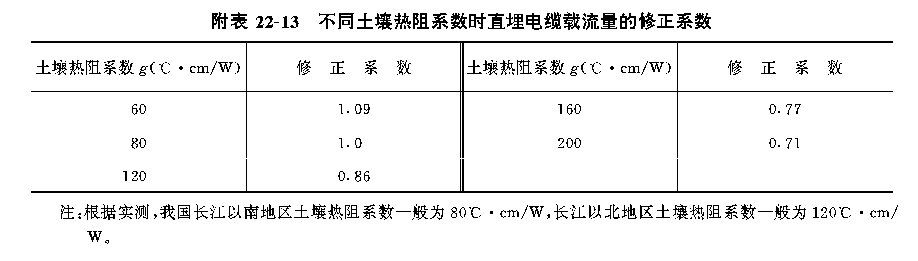 附表 22-13 不同土壤热阻系数时直埋电缆载流量的修正系数
土壤热阻系数 g(℃·cm/W) 修 正 系 数 土壤热阻系数 g(℃·cm/W) 修 正 系 数
60 1.09 160 0.77
80 1.0 200 0.71
120 0.86
注:根据实测,我国长江以南地区土壤热阻系数一般为 80℃·cm/W,长江以北地区土壤热阻系数一般为 120℃·cm/
W。